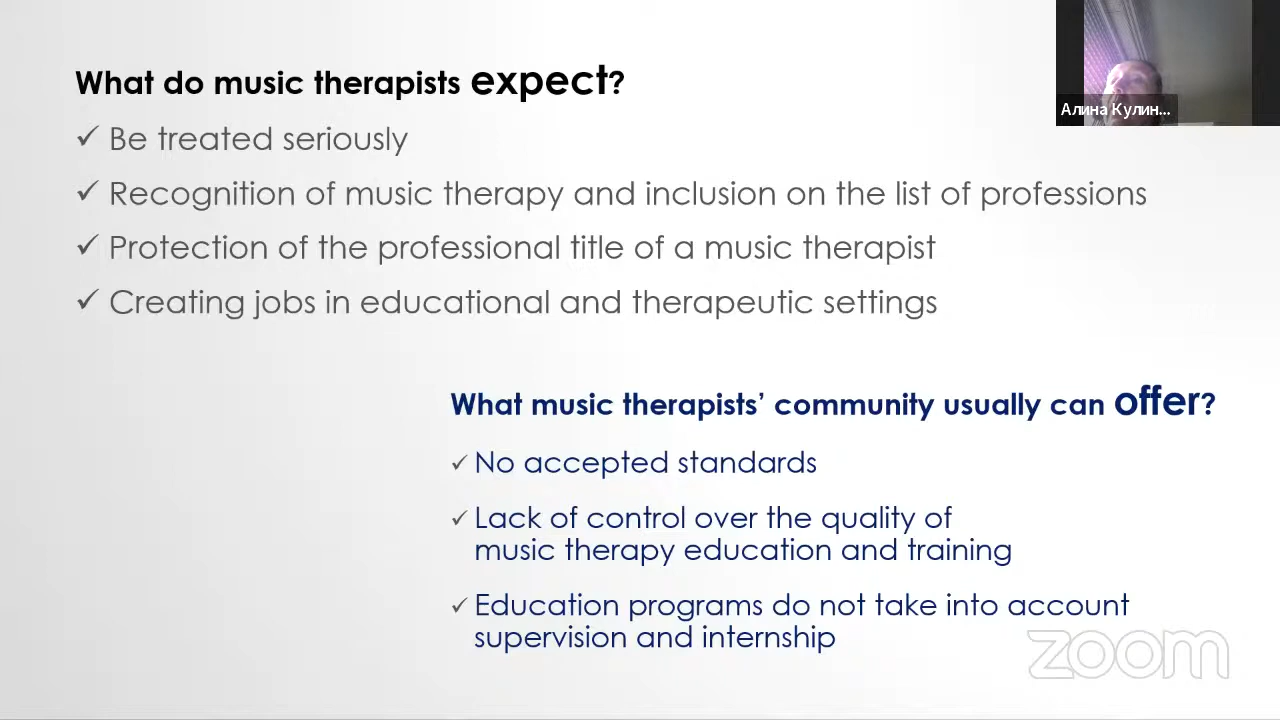 What do music therapists expect?
✓ Be treated seriously
✓ Recognition of music therapy and inclusion on the list of professions
✓ Protection of the professional title of a music therapist
✓ Creating jobs in educational and therapeutic settings
Алина Кулин...
What music therapists’ community usually can offer?
✓ No accepted standards
✓ Lack of control over the quality of
music therapy education and training
✓ Education programs do not take into account
supervision and internship
zoom